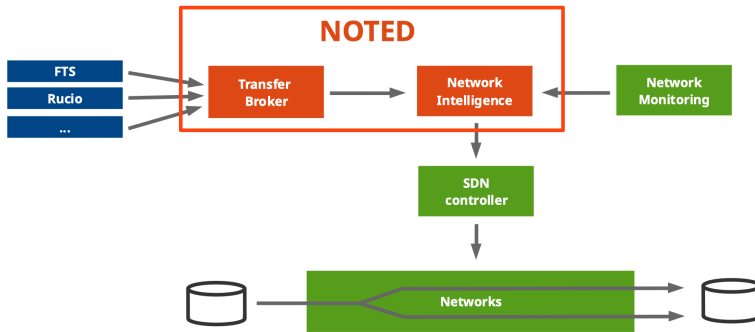 NOTED
FTS
Rucio
...
Transfer
Broker
Network
Intelligence
Network
Monitoring
SDN
controller
Networks